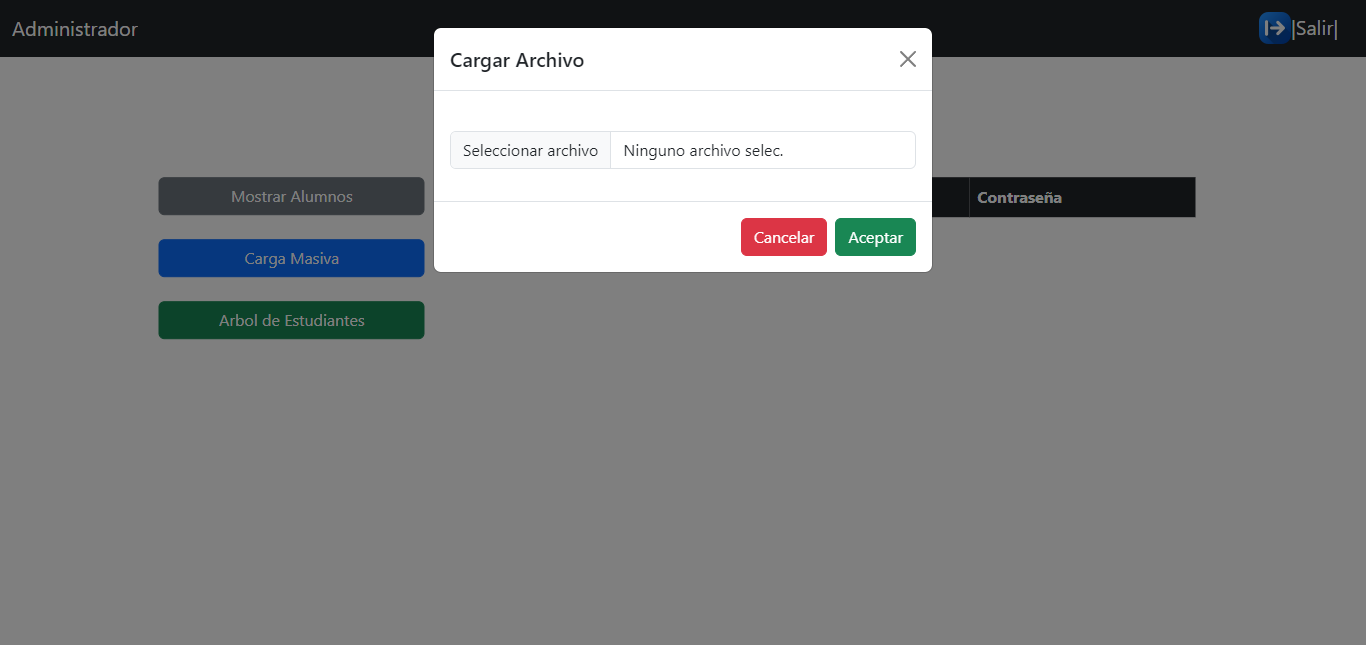 Administrador
|Salir|
Cargar Archivo
Seleccionar archivo Ninguno archivo selec.
Cancelar Aceptar
Mostrar Alumnos
Contraseña
Carga Masiva
Arbol de Estudiantes